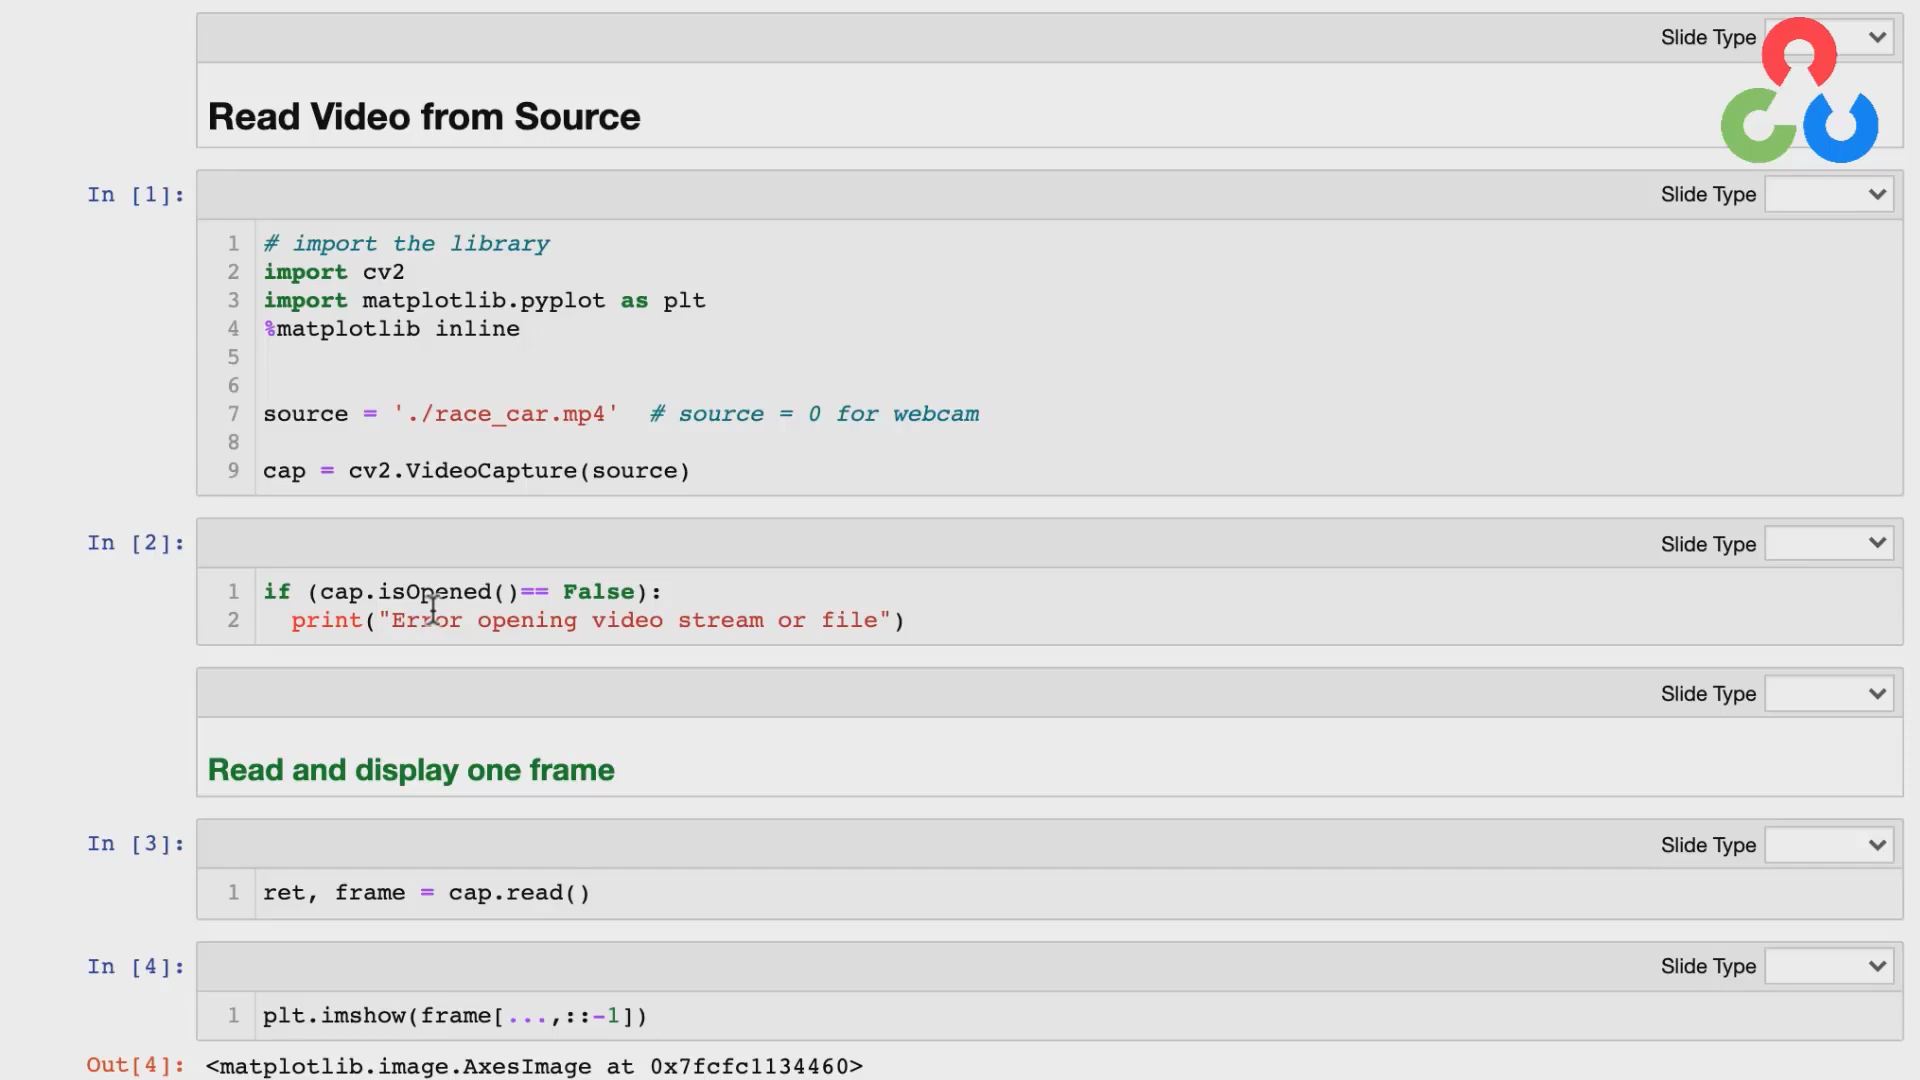 Slide Type
Read Video from Source
In [1]:
Slide Type
1 # import the library
2 import cv2
3 import matplotlib.pyplot as plt
4 %matplotlib inline
5
6
7 source = './race_car.mp4'  # source = 0 for webcam
8
9 cap = cv2.VideoCapture(source)
In [2]:
Slide Type
1 if (cap.isOpened()== False):
2   print("Error opening video stream or file")
Slide Type
Read and display one frame
In [3]:
Slide Type
1 ret, frame = cap.read()
In [4]:
Slide Type
1 plt.imshow(frame[...,::-1])
Out[4]: <matplotlib.image.AxesImage at 0x7fcfc1134460>